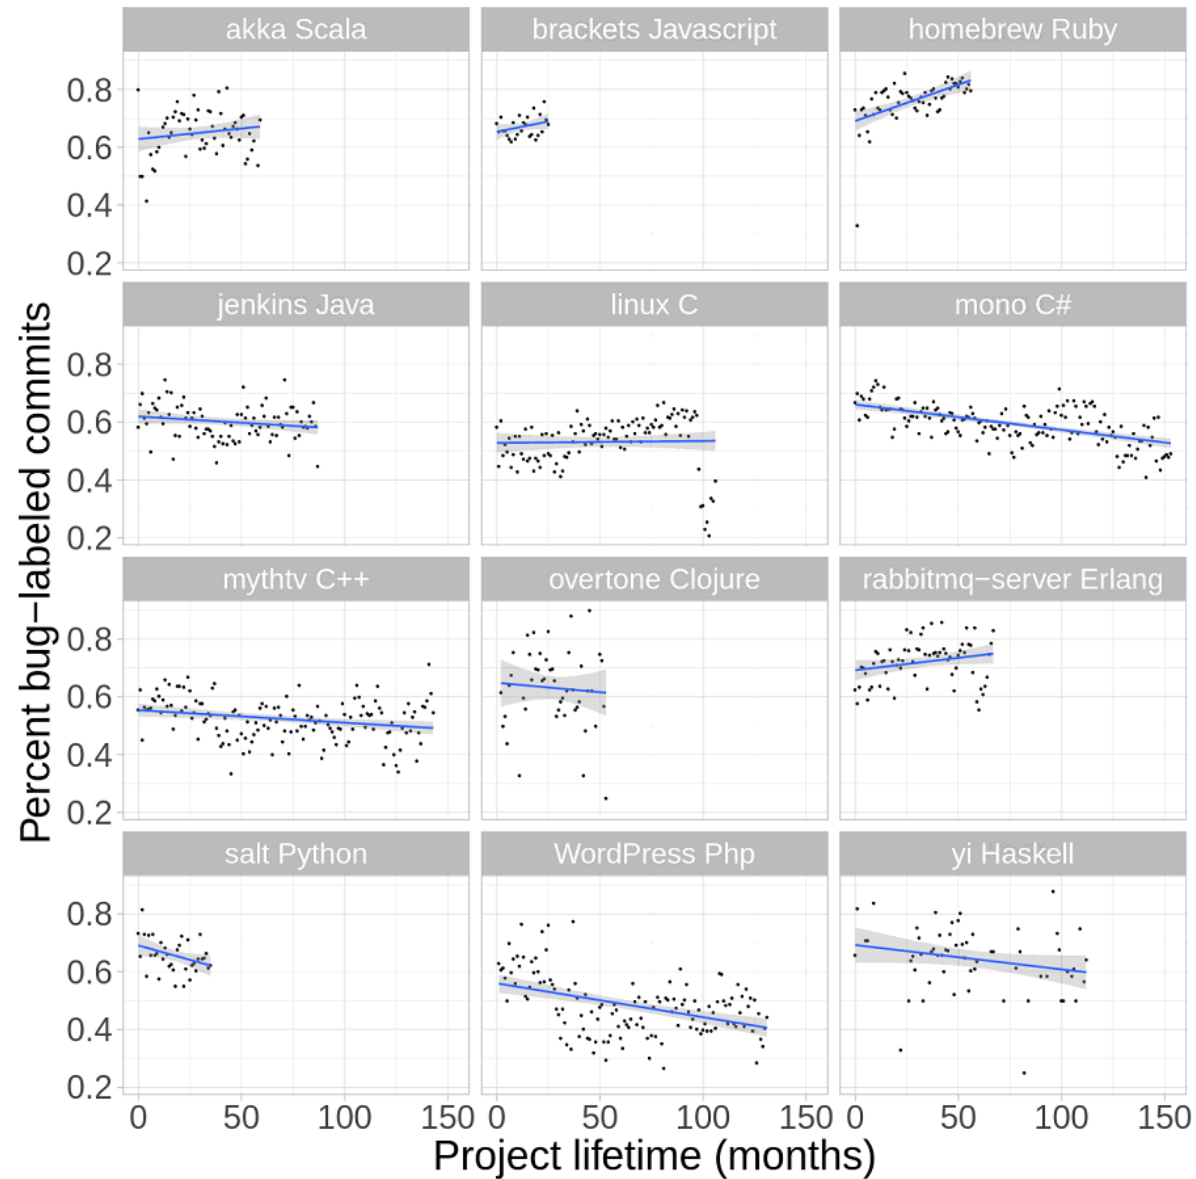 akka Scala
brackets Javascript
homebrew Ruby
0.8
0.6
0.4
0.2
jenkins Java
linux C
mono C#
0.8
0.6
0.4
0.2
mythtv C++
overtone Clojure
rabbitmq−server Erlang
0.8
0.6
0.4
0.2
salt Python
WordPress Php
yi Haskell
0.8
0.6
0.4
0.2
0 50 100 150 0 50 100 150 0 50 100 150
Project lifetime (months)
Percent bug−labeled commits